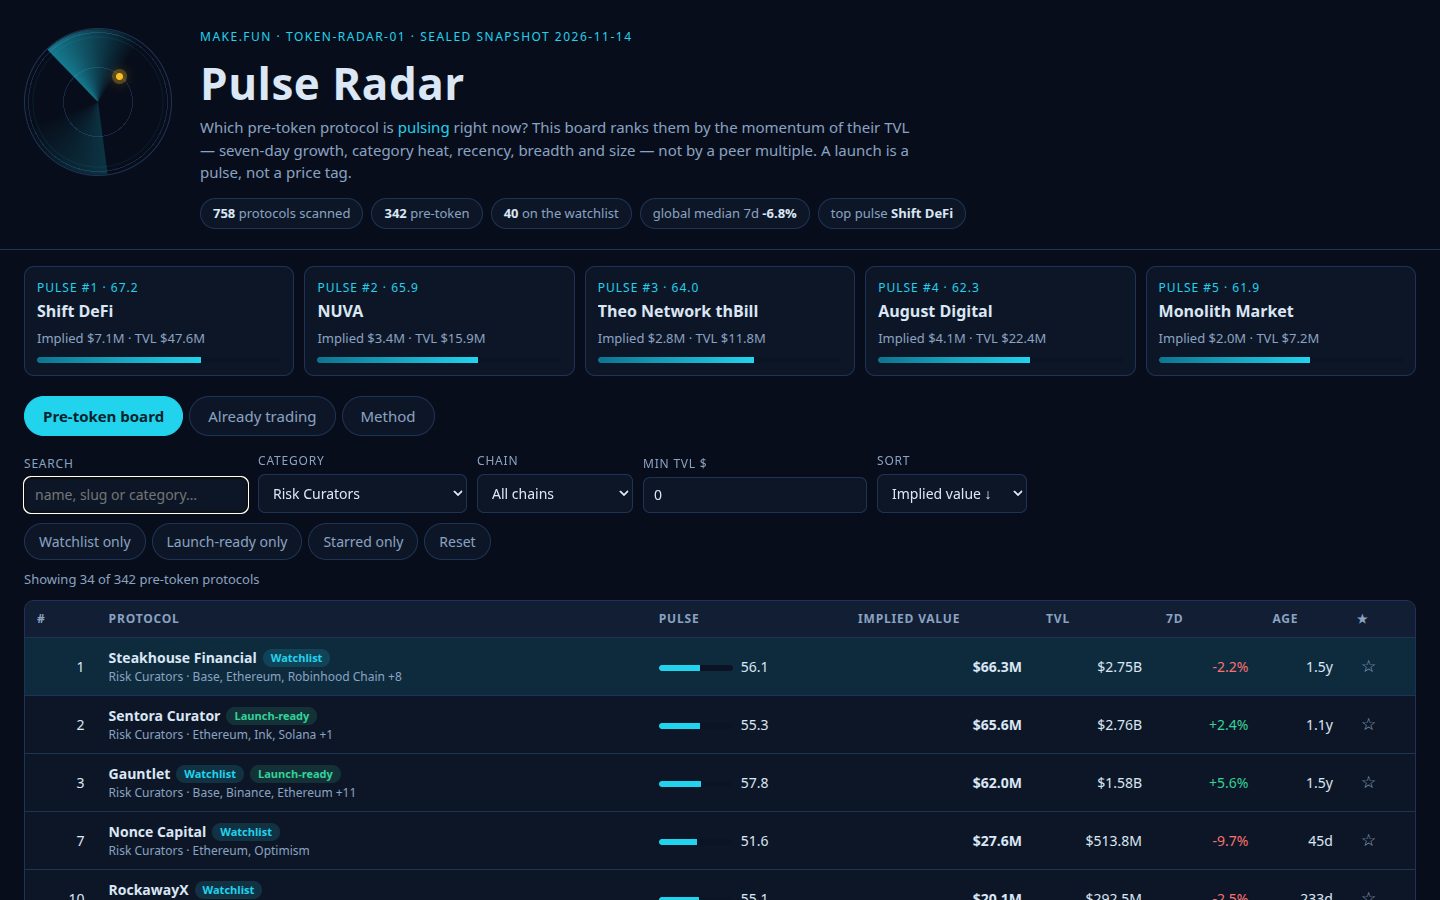 MAKE.FUN · TOKEN-RADAR-01 · SEALED SNAPSHOT 2026-11-14
Pulse Radar
Which pre-token protocol is pulsing right now? This board ranks them by the momentum of their TVL
— seven-day growth, category heat, recency, breadth and size — not by a peer multiple. A launch is a
pulse, not a price tag.
758 protocols scanned
342 pre-token
40 on the watchlist
global median 7d -6.8%
top pulse Shift DeFi
PULSE #1 · 67.2
Shift DeFi
Implied $7.1M · TVL $47.6M
PULSE #2 · 65.9
NUVA
Implied $3.4M · TVL $15.9M
PULSE #3 · 64.0
Theo Network thBill
Implied $2.8M · TVL $11.8M
PULSE #4 · 62.3
August Digital
Implied $4.1M · TVL $22.4M
PULSE #5 · 61.9
Monolith Market
Implied $2.0M · TVL $7.2M
Pre-token board
Already trading
Method
SEARCH
name, slug or category...
CATEGORY
Risk Curators
CHAIN
All chains
MIN TVL $
0
SORT
Implied value ↓
Watchlist only
Launch-ready only
Starred only
Reset
Showing 34 of 342 pre-token protocols
# PROTOCOL PULSE IMPLIED VALUE TVL 7D AGE ★
1 Steakhouse Financial Watchlist 56.1 $66.3M $2.75B -2.2% 1.5y ☆
Risk Curators · Base, Ethereum, Robinhood Chain +8
2 Sentora Curator Launch-ready 55.3 $65.6M $2.76B +2.4% 1.1y ☆
Risk Curators · Ethereum, Ink, Solana +1
3 Gauntlet Watchlist Launch-ready 57.8 $62.0M $1.58B +5.6% 1.5y ☆
Risk Curators · Base, Binance, Ethereum +11
7 Nonce Capital Watchlist 51.6 $27.6M $513.8M -9.7% 45d ☆
Risk Curators · Ethereum, Optimism
10 RockawayX Watchlist 55.1 $20.1M $292.5M -2.5% 233d ☆